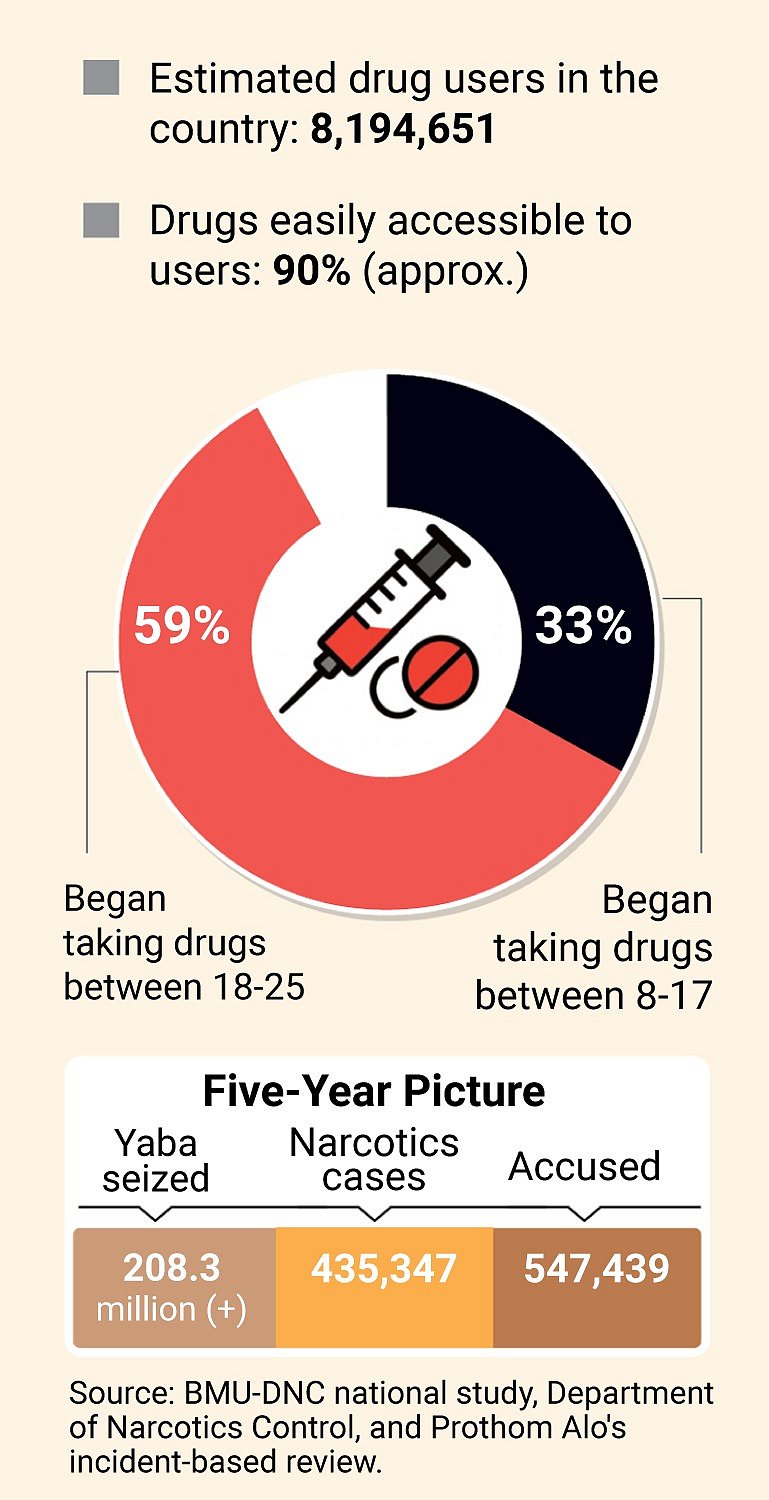 Estimated drug users in the
country: 8,194,651
Drugs easily accessible to
users: 90% (approx.)
59%
33%
Began
taking drugs
between 18-25
Began
taking drugs
between 8-17
Five-Year Picture
Yaba
seized
Narcotics
cases
Accused
208.3
million (+)
435,347
547,439
Source: BMU-DNC national study, Department
of Narcotics Control, and Prothom Alo's
incident-based review.